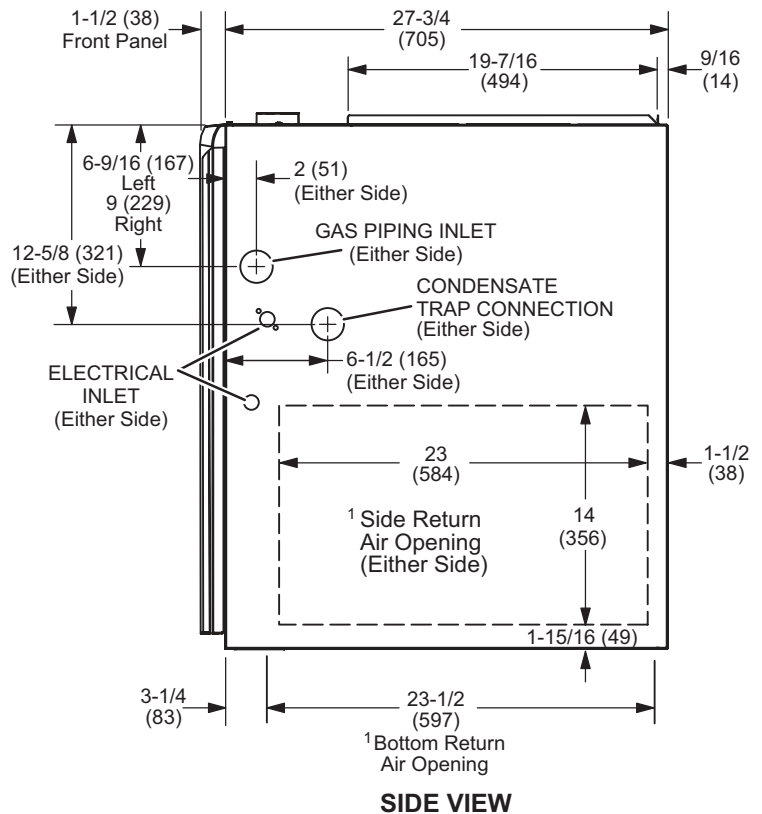 1-1/2 (38)
Front Panel
27-3/4
(705)
19-7/16
(494)
9/16
(14)
6-9/16 (167)
Left
9 (229)
Right
2 (51)
(Either Side)
12-5/8 (321)
(Either Side)
GAS PIPING INLET
(Either Side)
CONDENSATE
TRAP CONNECTION
(Either Side)
6-1/2 (165)
(Either Side)
ELECTRICAL
INLET
(Either Side)
23
(584)
1-1/2
(38)
1 Side Return
Air Opening
(Either Side)
14
(356)
1-15/16 (49)
3-1/4
(83)
23-1/2
(597)
1 Bottom Return
Air Opening
SIDE VIEW